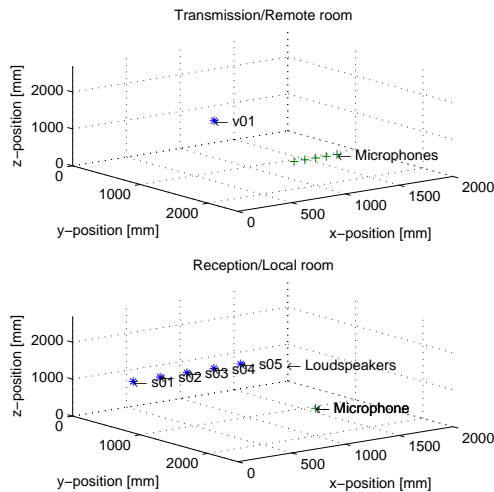 Transmission/Remote room
z−position [mm]
2000
1000
0
0
1000
2000
y−position [mm]
0
500
1000
1500
2000
x−position [mm]
← v01
← Microphones
Reception/Local room
z−position [mm]
2000
1000
0
0
1000
2000
y−position [mm]
0
500
1000
1500
2000
x−position [mm]
← s01
← s02
← s03
← s04
← s05
← Loudspeakers
← Microphone